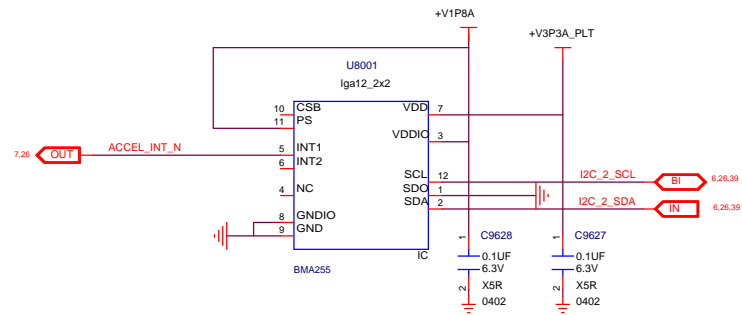 +V1P8A
+V3P3A_PLT
U8001
lga12_2x2
10 CSB
11 PS
VDD 7
VDDIO 3
7,26 OUT ACCEL_INT_N 5 INT1
6 INT2
SCL 12 I2C_2_SCL BI 6,26,39
4 NC
SDO 1
SDA 2 I2C_2_SDA IN 6,26,39
8 GNDIO
9 GND
IC
BMA255
1 C9628
0.1UF
6.3V
2 X5R
0402
1 C9627
0.1UF
6.3V
2 X5R
0402